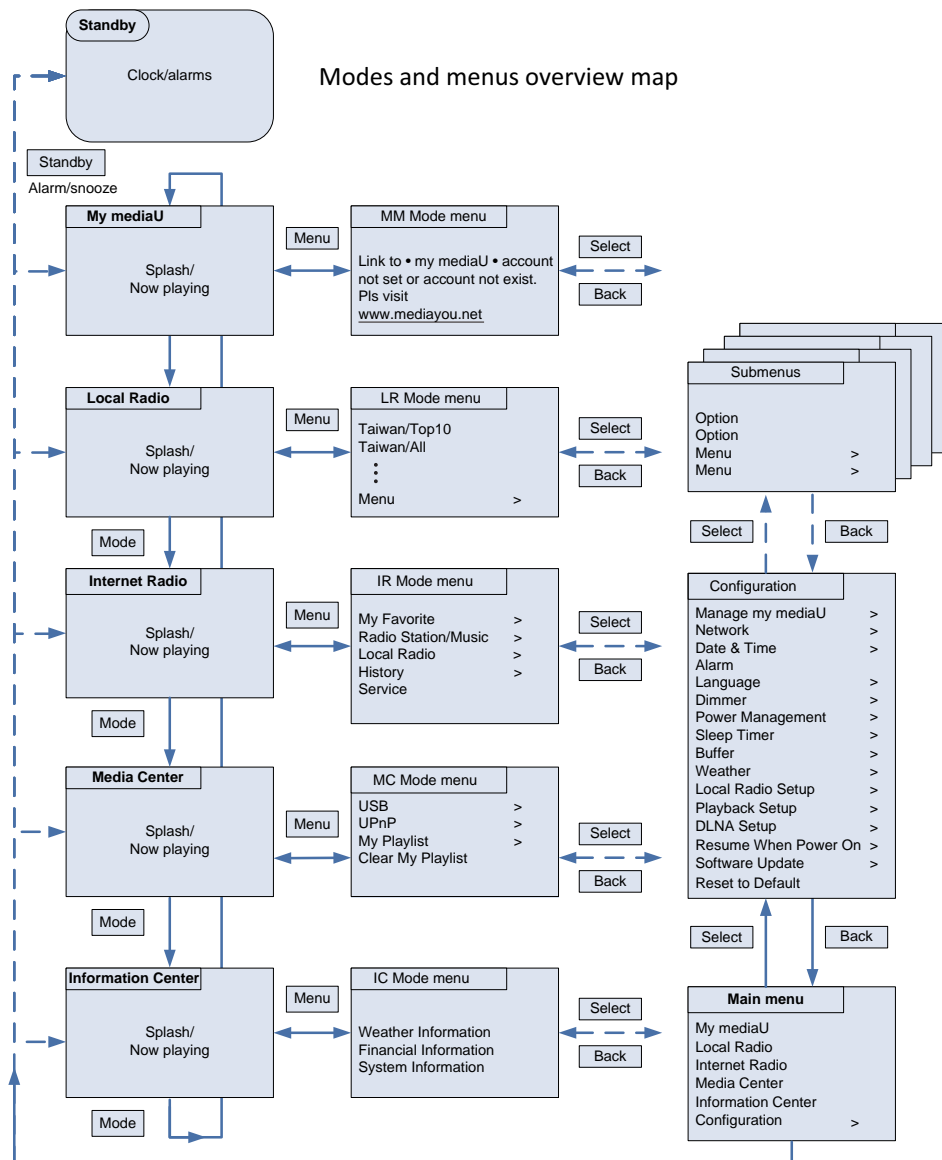 Standby
Clock/alarms
Modes and menus overview map
Standby
Alarm/snooze
My mediaU
Splash/
Now playing
Menu
MM Mode menu
Link to • my mediaU • account
not set or account not exist.
Pls visit
www.mediayou.net
Select
Back
Local Radio
Splash/
Now playing
Menu
LR Mode menu
Taiwan/Top10
Taiwan/All
⋮
Menu >
Select
Back
Submenus
Option
Option
Menu >
Menu >
Select
Back
Mode
Internet Radio
Splash/
Now playing
Menu
IR Mode menu
My Favorite >
Radio Station/Music >
Local Radio >
History >
Service
Select
Back
Configuration
Manage my mediaU >
Network >
Date & Time >
Alarm
Language >
Dimmer >
Power Management >
Sleep Timer >
Buffer >
Weather >
Local Radio Setup >
Playback Setup >
DLNA Setup >
Resume When Power On >
Software Update >
Reset to Default
Mode
Media Center
Splash/
Now playing
Menu
MC Mode menu
USB >
UPnP >
My Playlist >
Clear My Playlist
Select
Back
Select
Back
Mode
Information Center
Splash/
Now playing
Menu
IC Mode menu
Weather Information
Financial Information
System Information
Select
Back
Main menu
My mediaU
Local Radio
Internet Radio
Media Center
Information Center
Configuration >
Mode